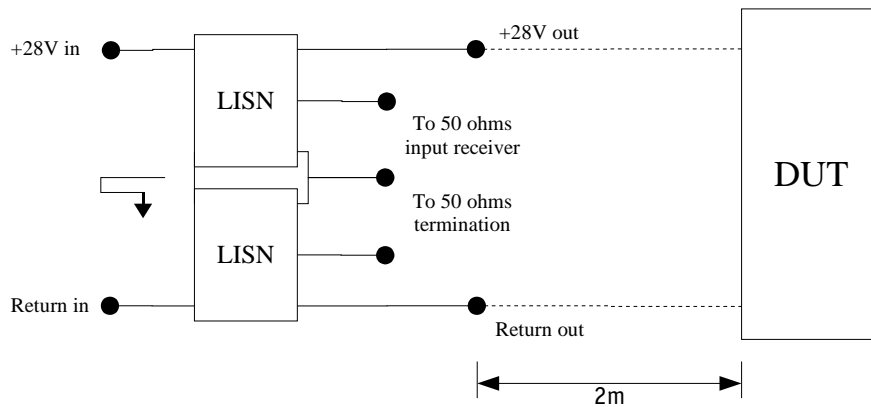 +28V in
+28V out
LISN
To 50 ohms
input receiver
DUT
To 50 ohms
termination
LISN
Return in
Return out
2m